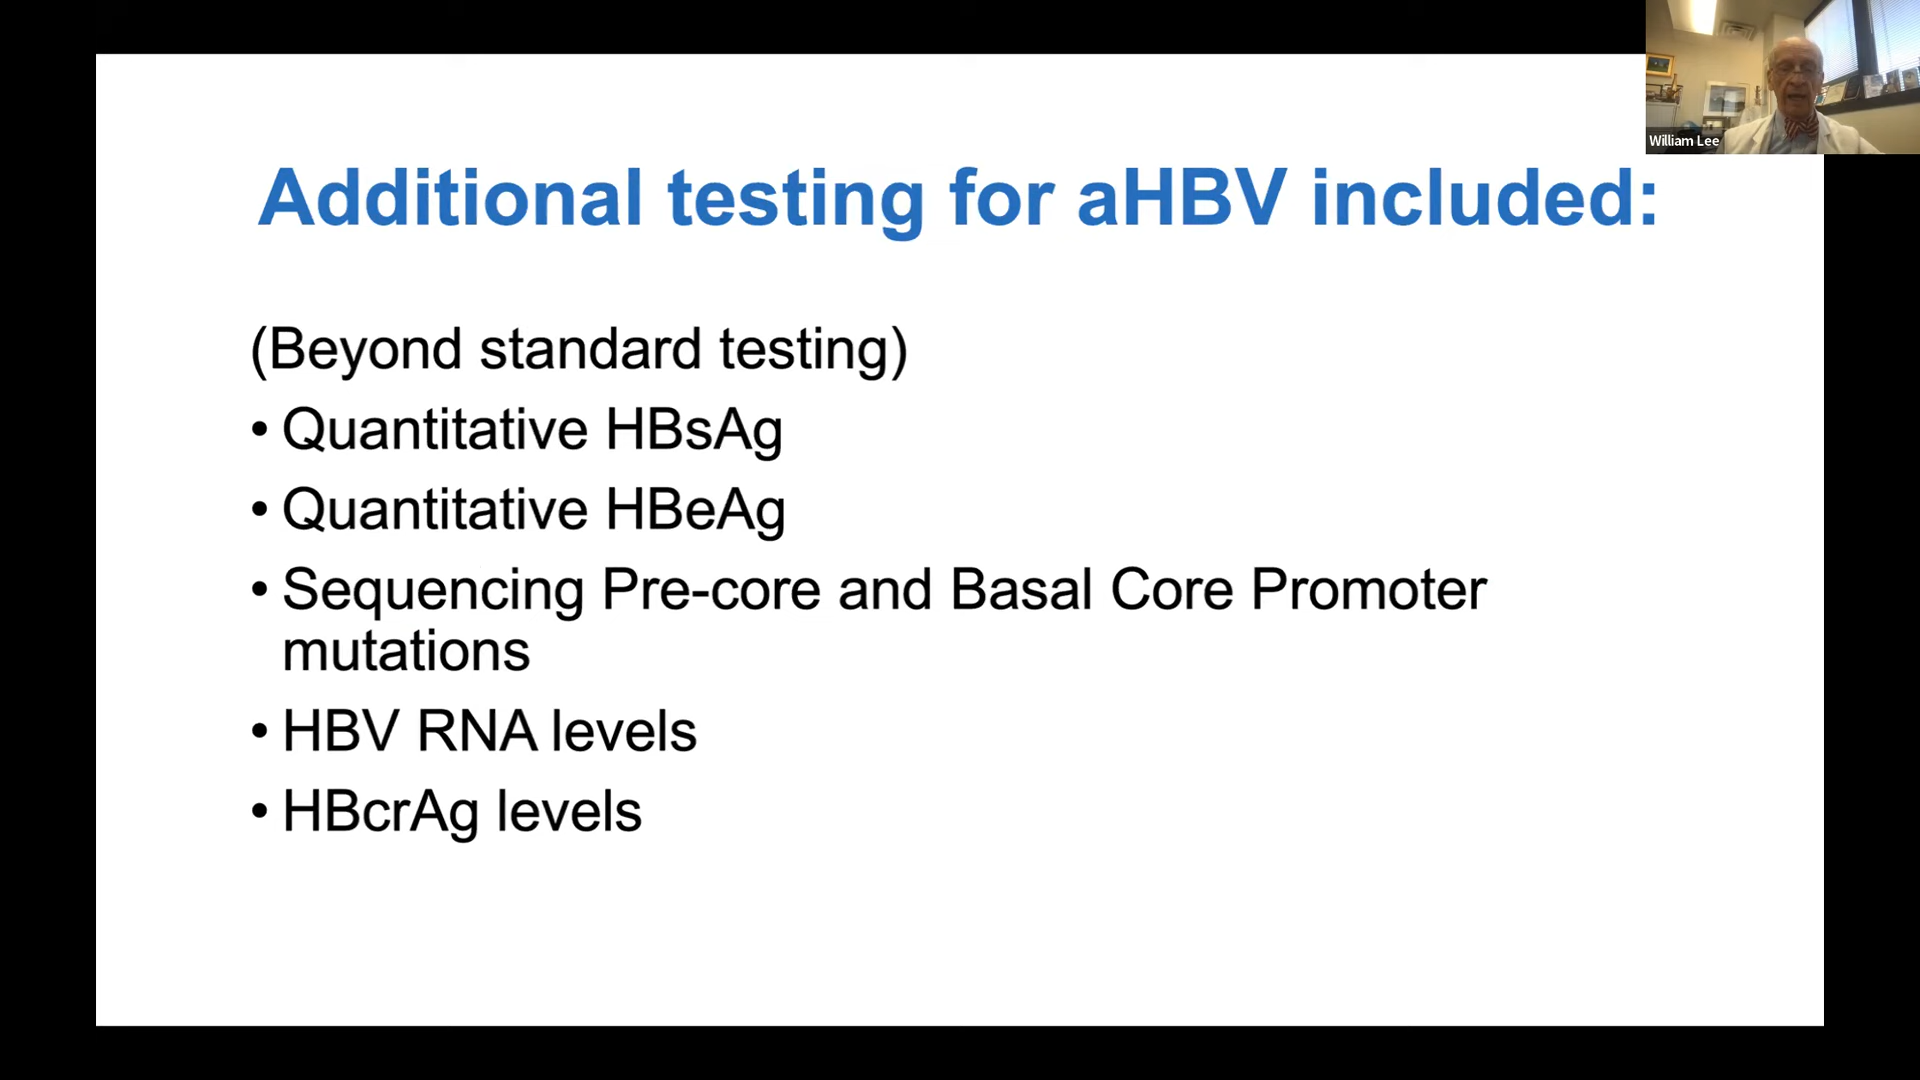 William Lee
Additional testing for aHBV included:
(Beyond standard testing)
• Quantitative HBsAg
• Quantitative HBeAg
• Sequencing Pre-core and Basal Core Promoter
mutations
• HBV RNA levels
• HBcrAg levels